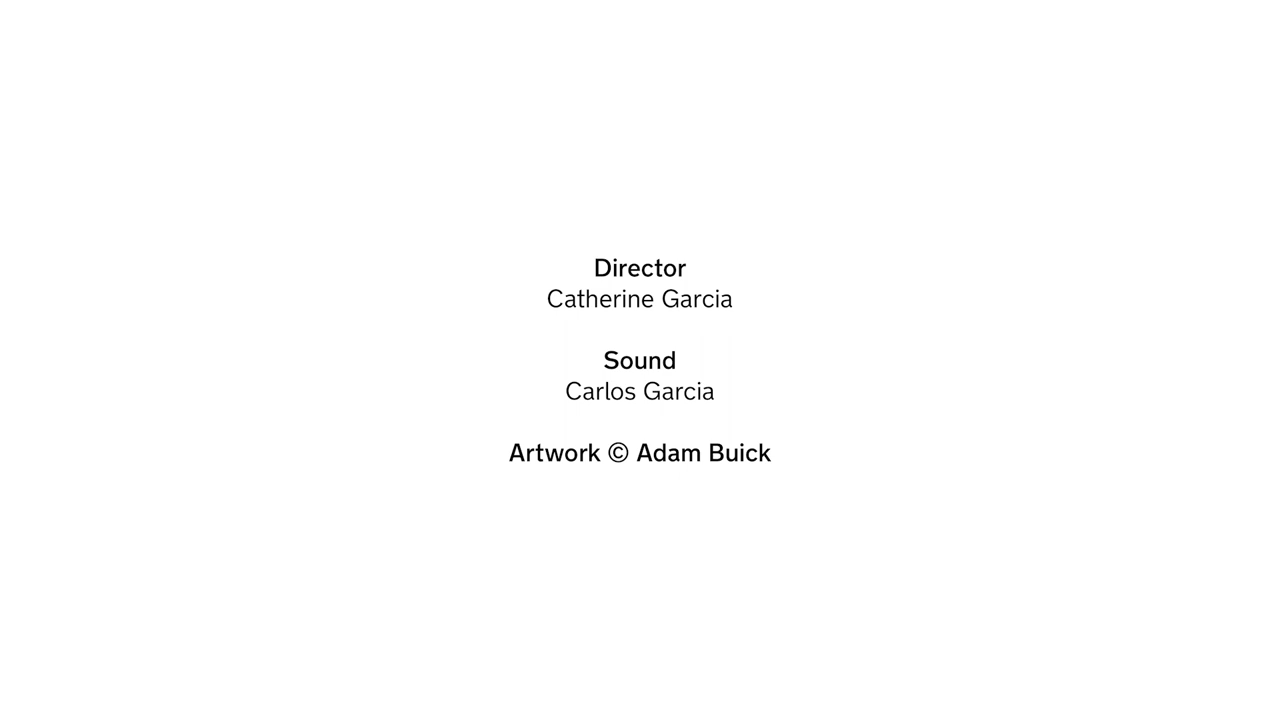 Director
Catherine Garcia
Sound
Carlos Garcia
Artwork © Adam Buick